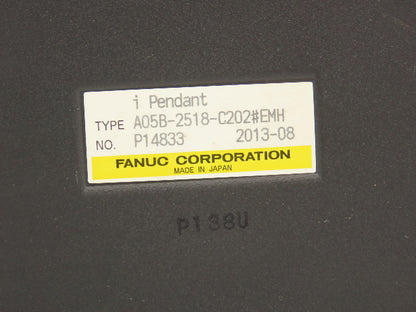 i Pendant
TYPE A05B-2518-C202#EMH
NO. P14833 2013-08
FANUC CORPORATION
MADE IN JAPAN
P138U